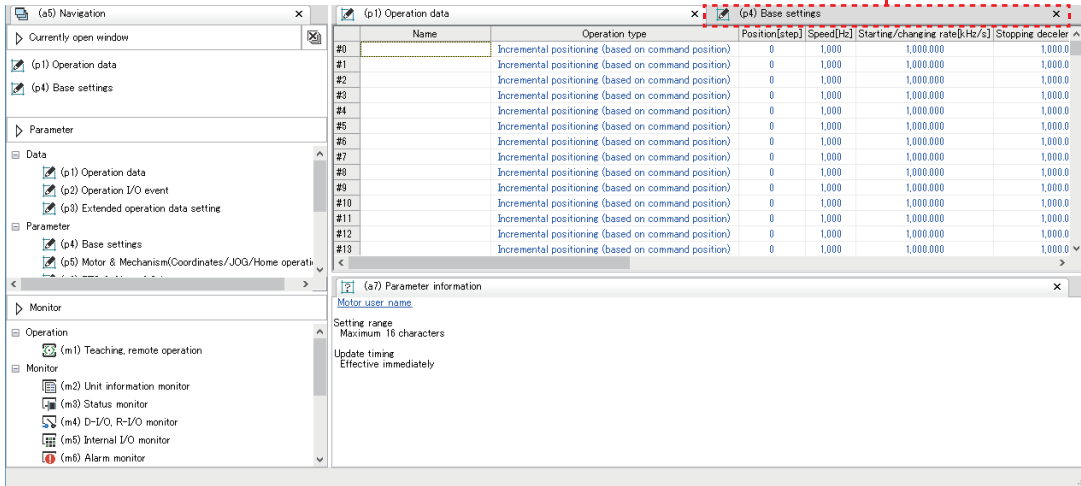 (a5) Navigation
Currently open window
(p1) Operation data
(p4) Base settings
Parameter
Data
(p1) Operation data
(p2) Operation I/O event
(p3) Extended operation data setting
Parameter
(p4) Base settings
(p5) Motor & Mechanism(Coordinates/JOG/Home operati
Monitor
Operation
(m1) Teaching, remote operation
Monitor
(m2) Unit information monitor
(m3) Status monitor
(m4) D-I/O, R-I/O monitor
(m5) Internal I/O monitor
(m6) Alarm monitor
(p1) Operation data
(p4) Base settings
Name Operation type Position[step] Speed[Hz] Starting/changing rate[kHz/s] Stopping deceler
#0 Incremental positioning (based on command position) 0 1,000 1,000.000 1,000.0
#1 Incremental positioning (based on command position) 0 1,000 1,000.000 1,000.0
#2 Incremental positioning (based on command position) 0 1,000 1,000.000 1,000.0
#3 Incremental positioning (based on command position) 0 1,000 1,000.000 1,000.0
#4 Incremental positioning (based on command position) 0 1,000 1,000.000 1,000.0
#5 Incremental positioning (based on command position) 0 1,000 1,000.000 1,000.0
#6 Incremental positioning (based on command position) 0 1,000 1,000.000 1,000.0
#7 Incremental positioning (based on command position) 0 1,000 1,000.000 1,000.0
#8 Incremental positioning (based on command position) 0 1,000 1,000.000 1,000.0
#9 Incremental positioning (based on command position) 0 1,000 1,000.000 1,000.0
#10 Incremental positioning (based on command position) 0 1,000 1,000.000 1,000.0
#11 Incremental positioning (based on command position) 0 1,000 1,000.000 1,000.0
#12 Incremental positioning (based on command position) 0 1,000 1,000.000 1,000.0
#13 Incremental positioning (based on command position) 0 1,000 1,000.000 1,000.0
(a7) Parameter information
Motor user name
Setting range
Maximum 16 characters
Update timing
Effective immediately